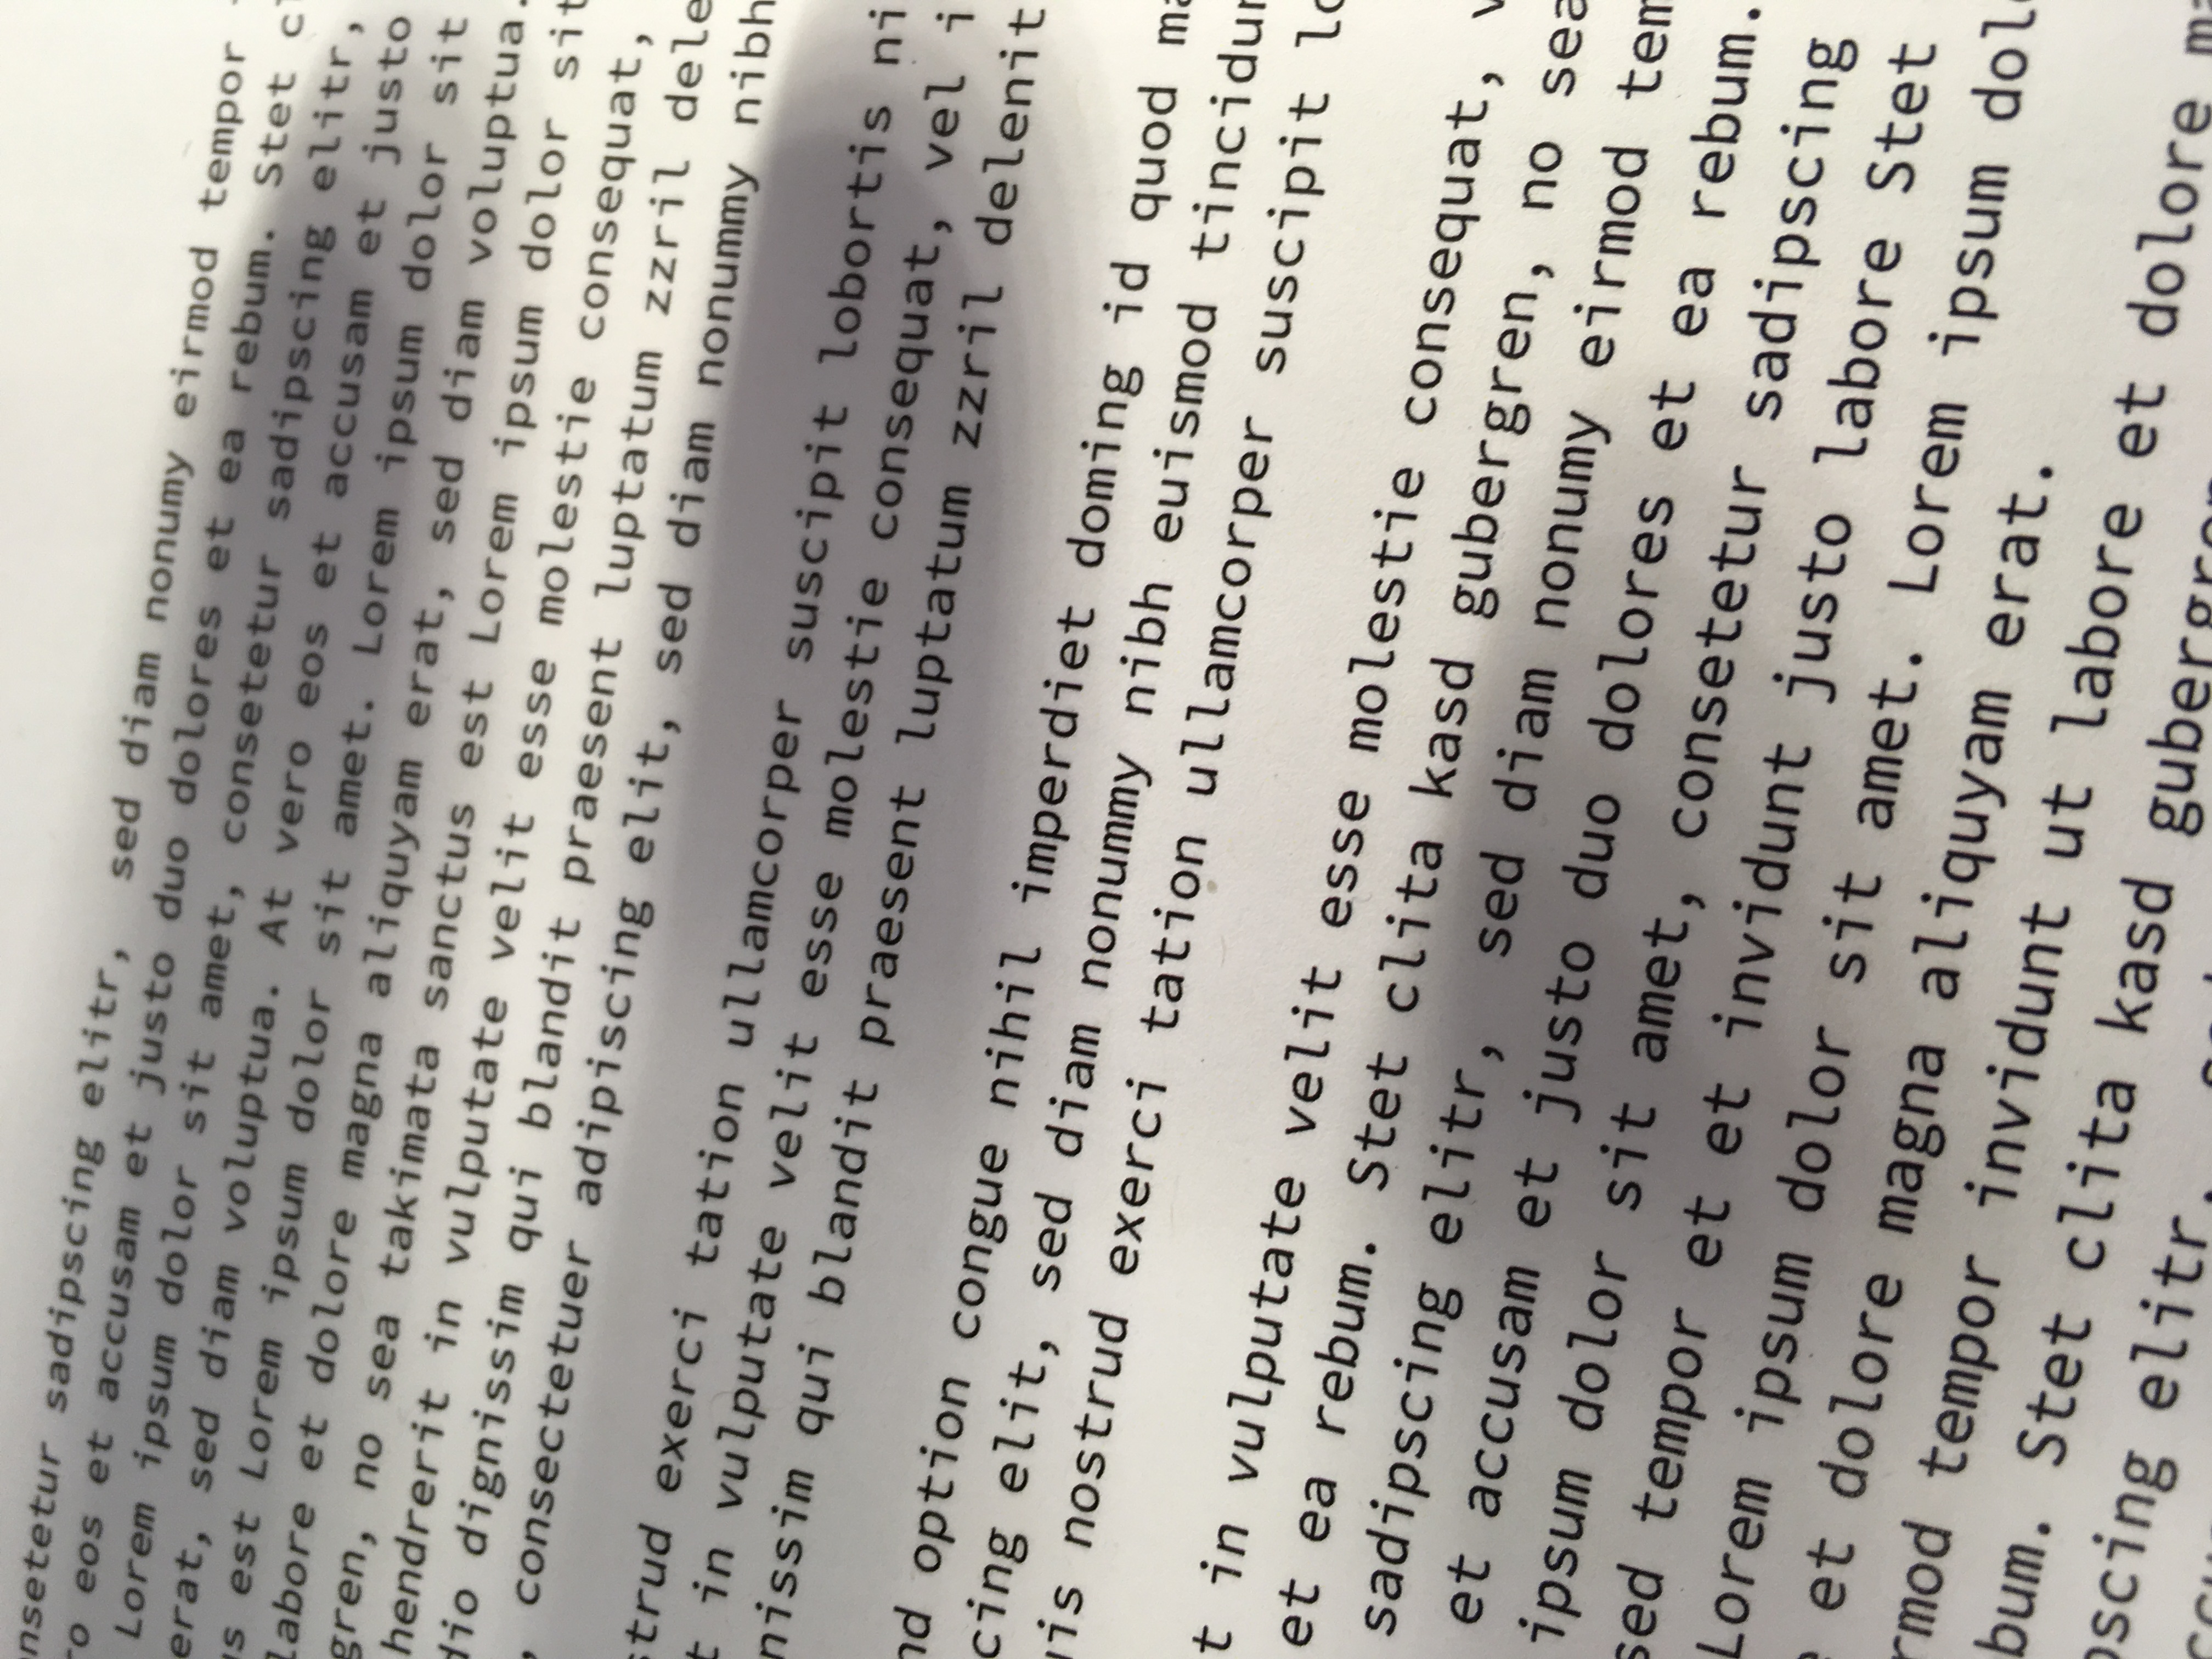 nsetetur sadipscing elitr,  sed diam nonumy eirmod tempor
ro eos et accusam et justo duo dolores et ea rebum. Stet cl
Lorem ipsum dolor sit amet, consetetur sadipscing elitr,
erat, sed diam voluptua. At vero eos et accusam et justo
us est Lorem ipsum dolor sit amet. Lorem ipsum dolor sit
labore et dolore magna aliquyam erat, sed diam voluptua.
gren, no sea takimata sanctus est Lorem ipsum dolor sit
hendrerit in vulputate velit esse molestie consequat,
dio dignissim qui blandit praesent luptatum zzril dele
, consectetuer adipiscing elit, sed diam nonummy nibh
strud exerci tation ullamcorper suscipit lobortis ni
t in vulputate velit esse molestie consequat, vel i
nissim qui blandit praesent luptatum zzril delenit
nd option congue nihil imperdiet doming id quod ma
cing elit, sed diam nonummy nibh euismod tincidun
uis nostrud exerci tation ullamcorper suscipit lo
t in vulputate velit esse molestie consequat, v
et ea rebum. Stet clita kasd gubergren, no sea
sadipscing elitr,  sed diam nonumy eirmod tem
et accusam et justo duo dolores et ea rebum.
ipsum dolor sit amet, consetetur sadipscing
sed tempor et et invidunt justo labore Stet
Lorem ipsum dolor sit amet. Lorem ipsum dolo
e et dolore magna aliquyam erat.
rmod tempor invidunt ut labore et dolore ma
bum. Stet clita kasd gubergren
pscing elitr,